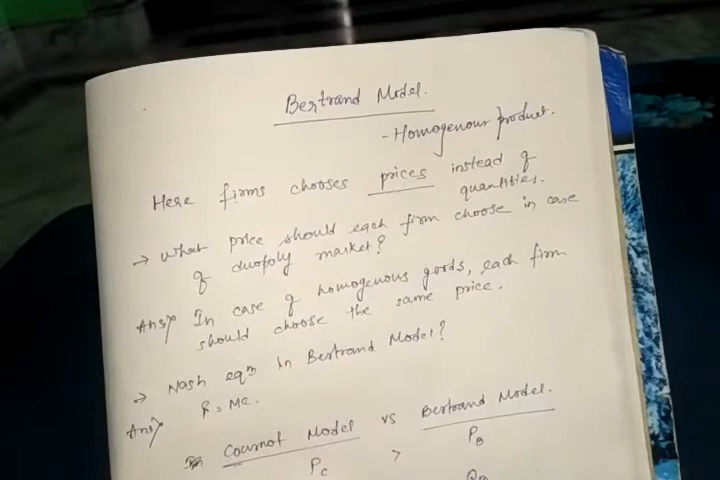 Bertrand Model.
- Homogenous product.
Here firms chooses prices instead of quantities.
→ What price should each firm choose in case
of duopoly market?
Ans⟩ In case of homogenous goods, each firm
should choose the same price.
→ Nash eqm in Bertrand Model?
Ans⟩ P = MC.
Cournot Model vs Bertrand Model.
PC > PB
QB